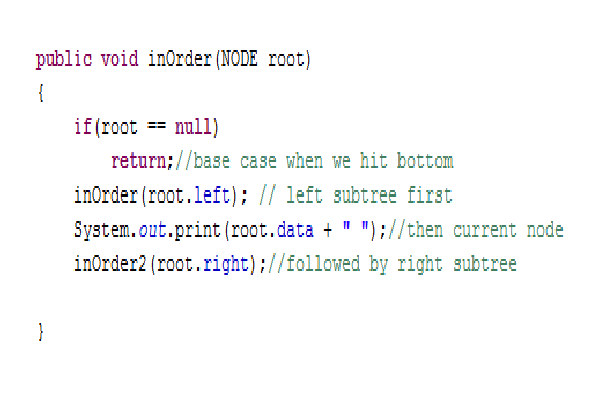 public void inOrder(NODE root)
{
if(root == null)
return;//base case when we hit bottom
inOrder(root.left); // left subtree first
System.out.print(root.data + " ");//then current node
inOrder2(root.right);//followed by right subtree
}